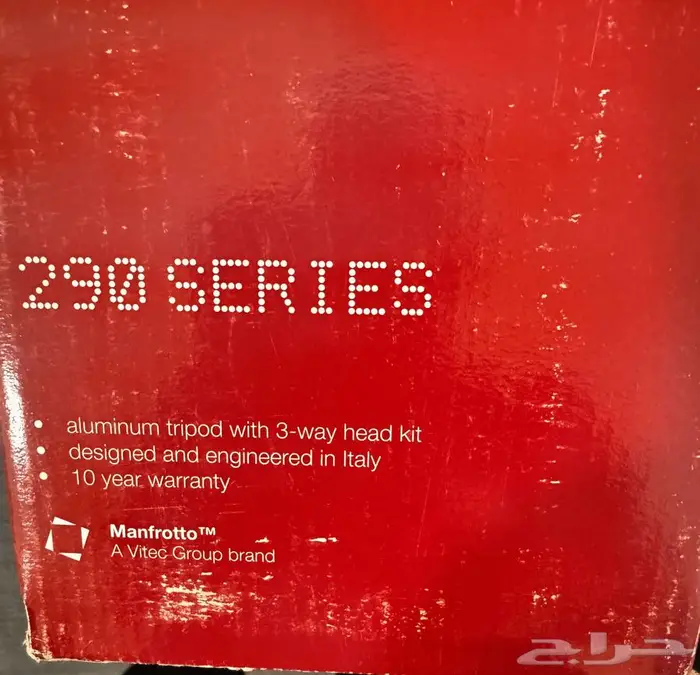 290 SERIES
• aluminum tripod with 3-way head kit
• designed and engineered in Italy
• 10 year warranty
Manfrotto™
A Vitec Group brand
حراج